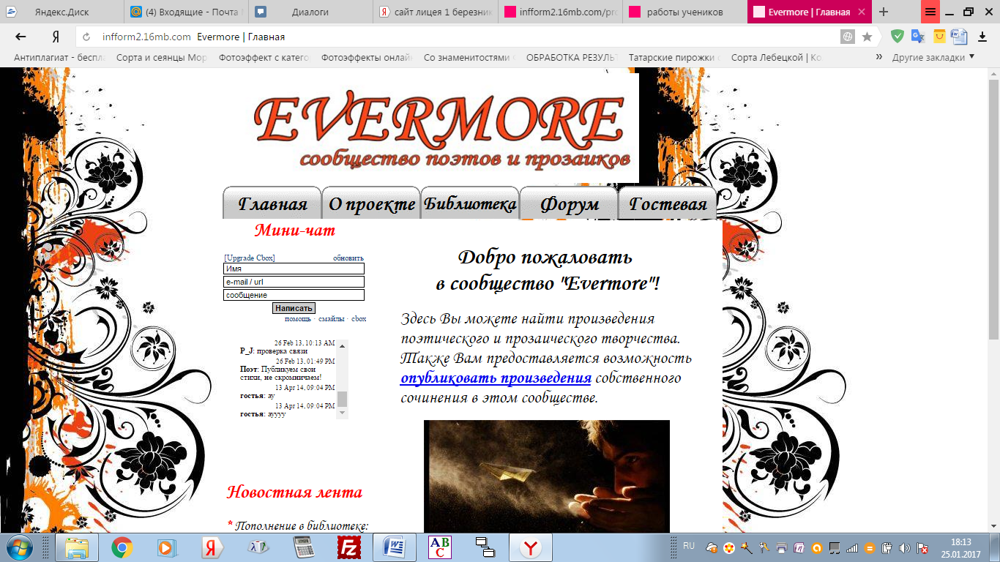 Яндекс.Диск
(4) Входящие - Почта
Диалоги
сайт лицея 1 березник
infform2.16mb.com/pro
работы учеников
Evermore | Главная
infform2.16mb.com Evermore | Главная
Антиплагиат - беспла
Сорта и сеянцы Мор
Фотоэффект с катего
Фотоэффекты онлай
Со знаменитостями
ОБРАБОТКА РЕЗУЛЬТ
Татарские пирожки
Сорта Лебецкой | Ко
» Другие закладки
EVERMORE
сообщество поэтов и прозаиков
Главная
О проекте
Библиотека
Форум
Гостевая
Мини-чат
[Upgrade Cbox] обновить
Имя
e-mail / url
сообщение
Написать
помощь · смайлы · cbox
26 Feb 13, 10:13 AM
P_J: проверка связи
26 Feb 13, 01:49 PM
Поэт: Публикуем свои
стихи, не скромничаем!
13 Apr 14, 09:04 PM
гостья: ау
13 Apr 14, 09:04 PM
гостья: ауууу
Новостная лента
* Пополнение в библиотеке:
Добро пожаловать
в сообщество "Evermore"!
Здесь Вы можете найти произведения
поэтического и прозаического творчества.
Также Вам предоставляется возможность
опубликовать произведения собственного
сочинения в этом сообществе.
A B
C
RU
18:13
25.01.2017